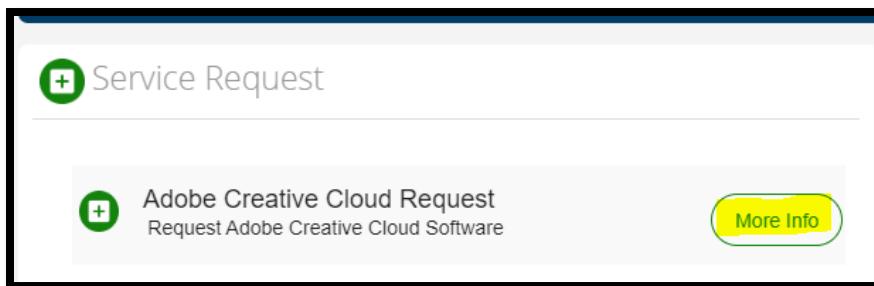 Service Request
Adobe Creative Cloud Request
Request Adobe Creative Cloud Software
More Info